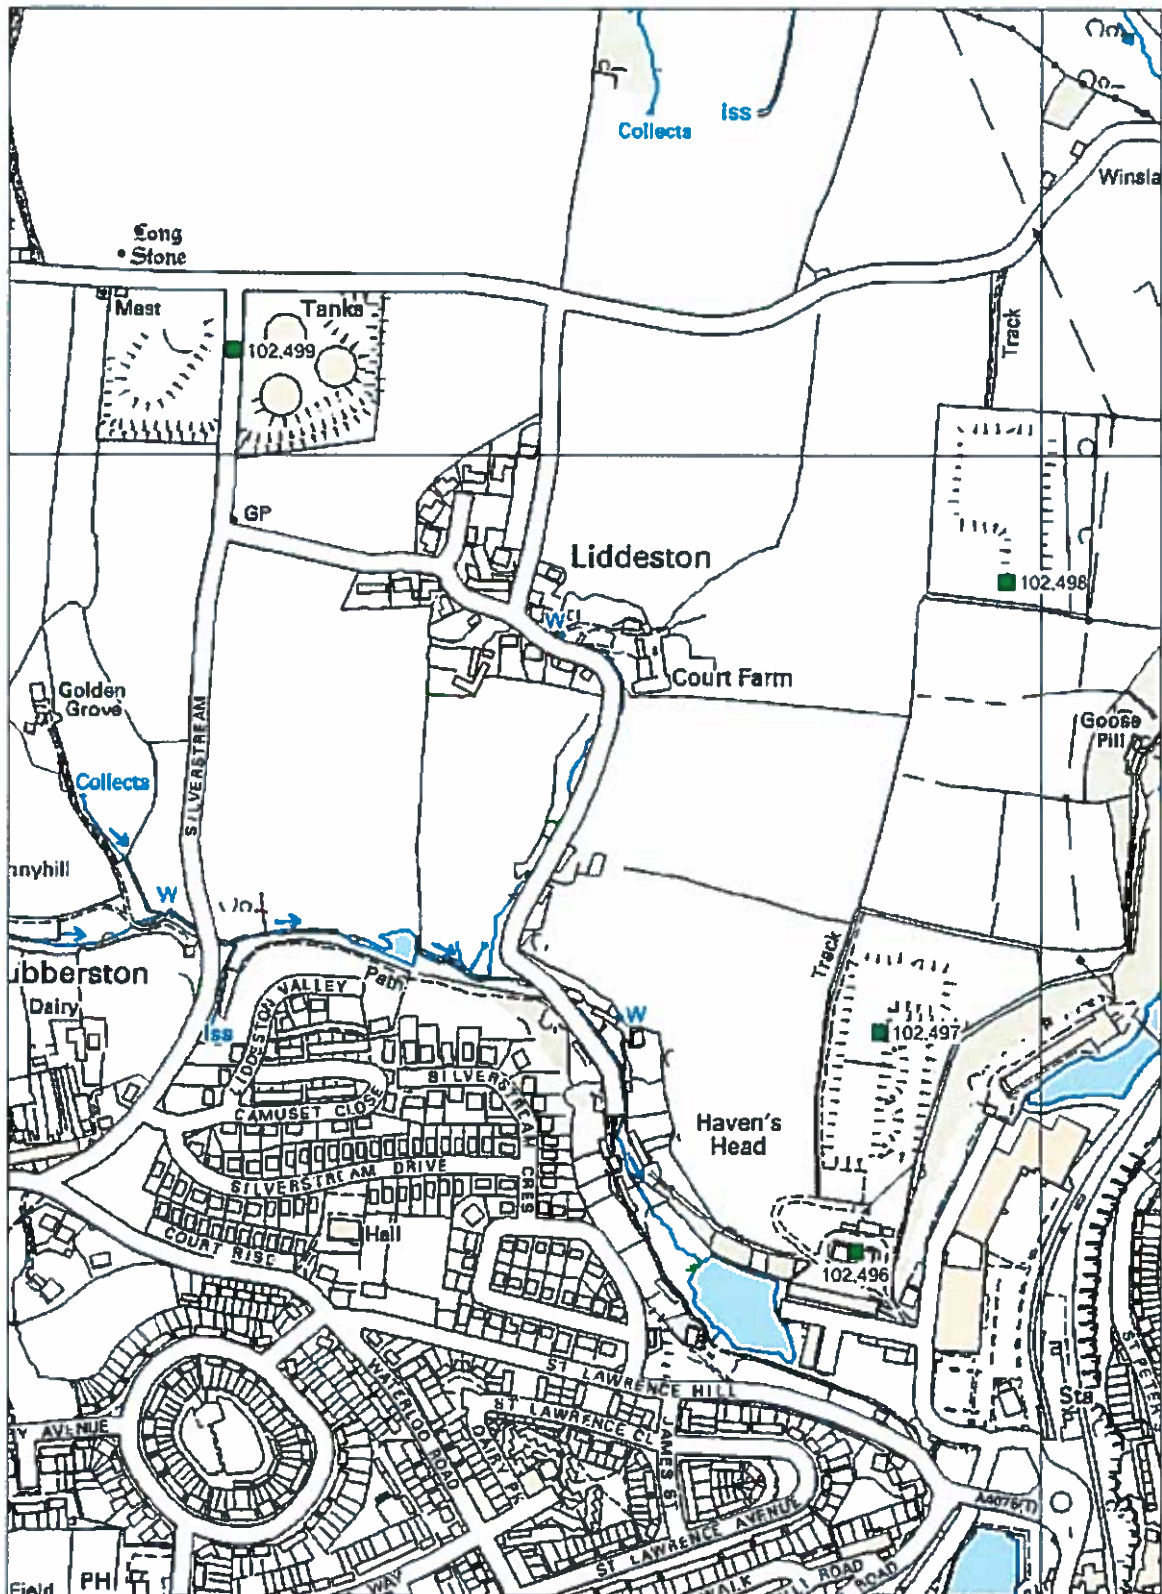 Collects
Iss
Winsla
Long
Stone
Mast
Tanks
102,499
Track
GP
Liddeston
102,498
W
Court Farm
Golden
Grove
Goose
Pill
SILVERSTREAM
Collects
nnyhill
W
Track
ubberston
Path
Dairy
LIDDESTON VALLEY
Iss
W
102,497
SILVERSTREAM CRES
CAMUSET CLOSE
Haven's
Head
SILVERSTREAM DRIVE
Hall
COURT RISE
102,496
ST LAWRENCE HILL
WATERLOO ROAD
ST PETER'S
Sta
ST LAWRENCE CL
Y AVENUE
DAIRY PK
JAMES ST
A4076(T)
ST LAWRENCE AVENUE
Field
PH
WAY
WALK
ROAD
ROAD